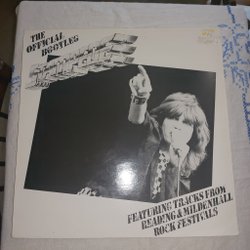 THE
OFFICIAL
BOOTLEG
FEATURING TRACKS FROM
READING & MILDENHALL
ROCK FESTIVALS